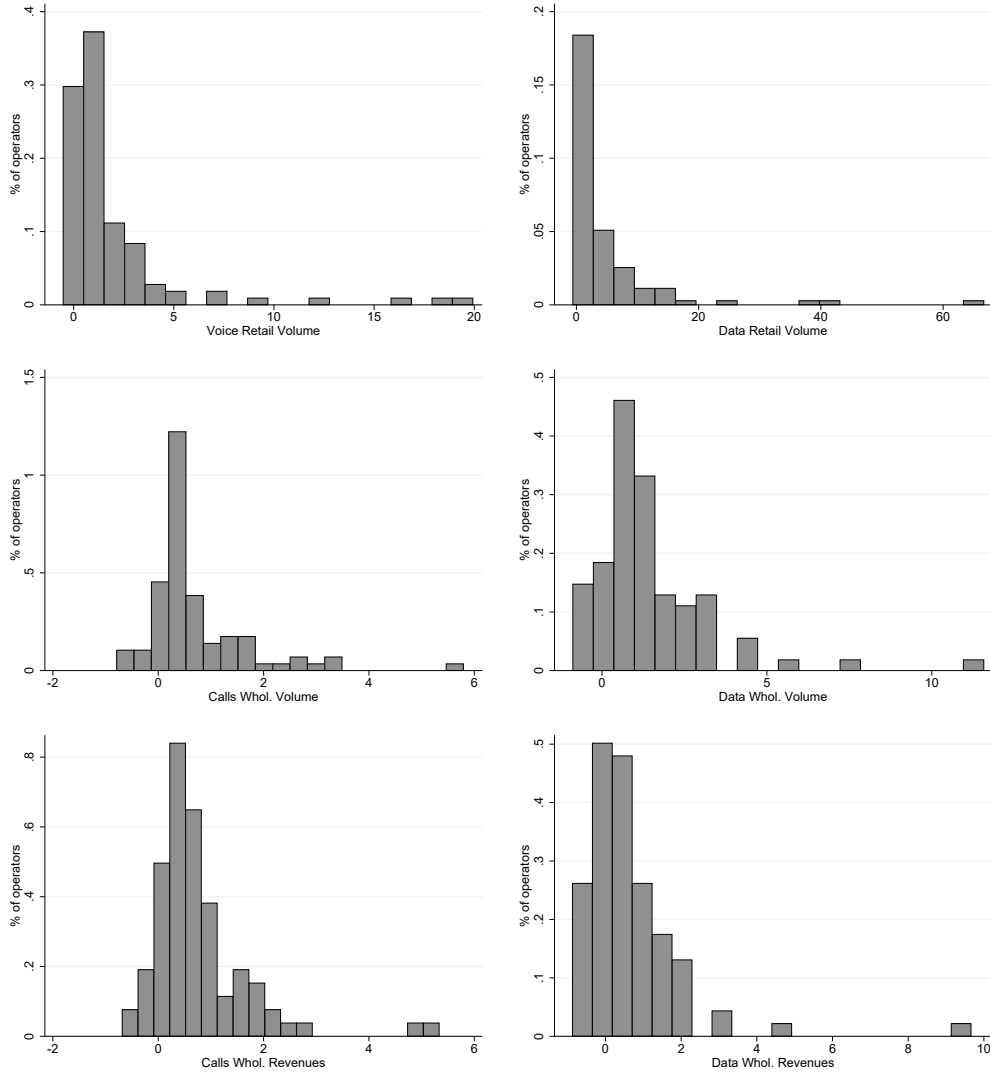 % of operators
0 .1 .2 .3 .4
0 5 10 15 20
Voice Retail Volume
% of operators
0 .05 .1 .15 .2
0 20 40 60
Data Retail Volume
% of operators
0 .5 1 1.5
-2 0 2 4 6
Calls Whol. Volume
% of operators
0 .1 .2 .3 .4 .5
0 5 10
Data Whol. Volume
% of operators
0 .2 .4 .6 .8
-2 0 2 4 6
Calls Whol. Revenues
% of operators
0 .1 .2 .3 .4 .5
0 2 4 6 8 10
Data Whol. Revenues